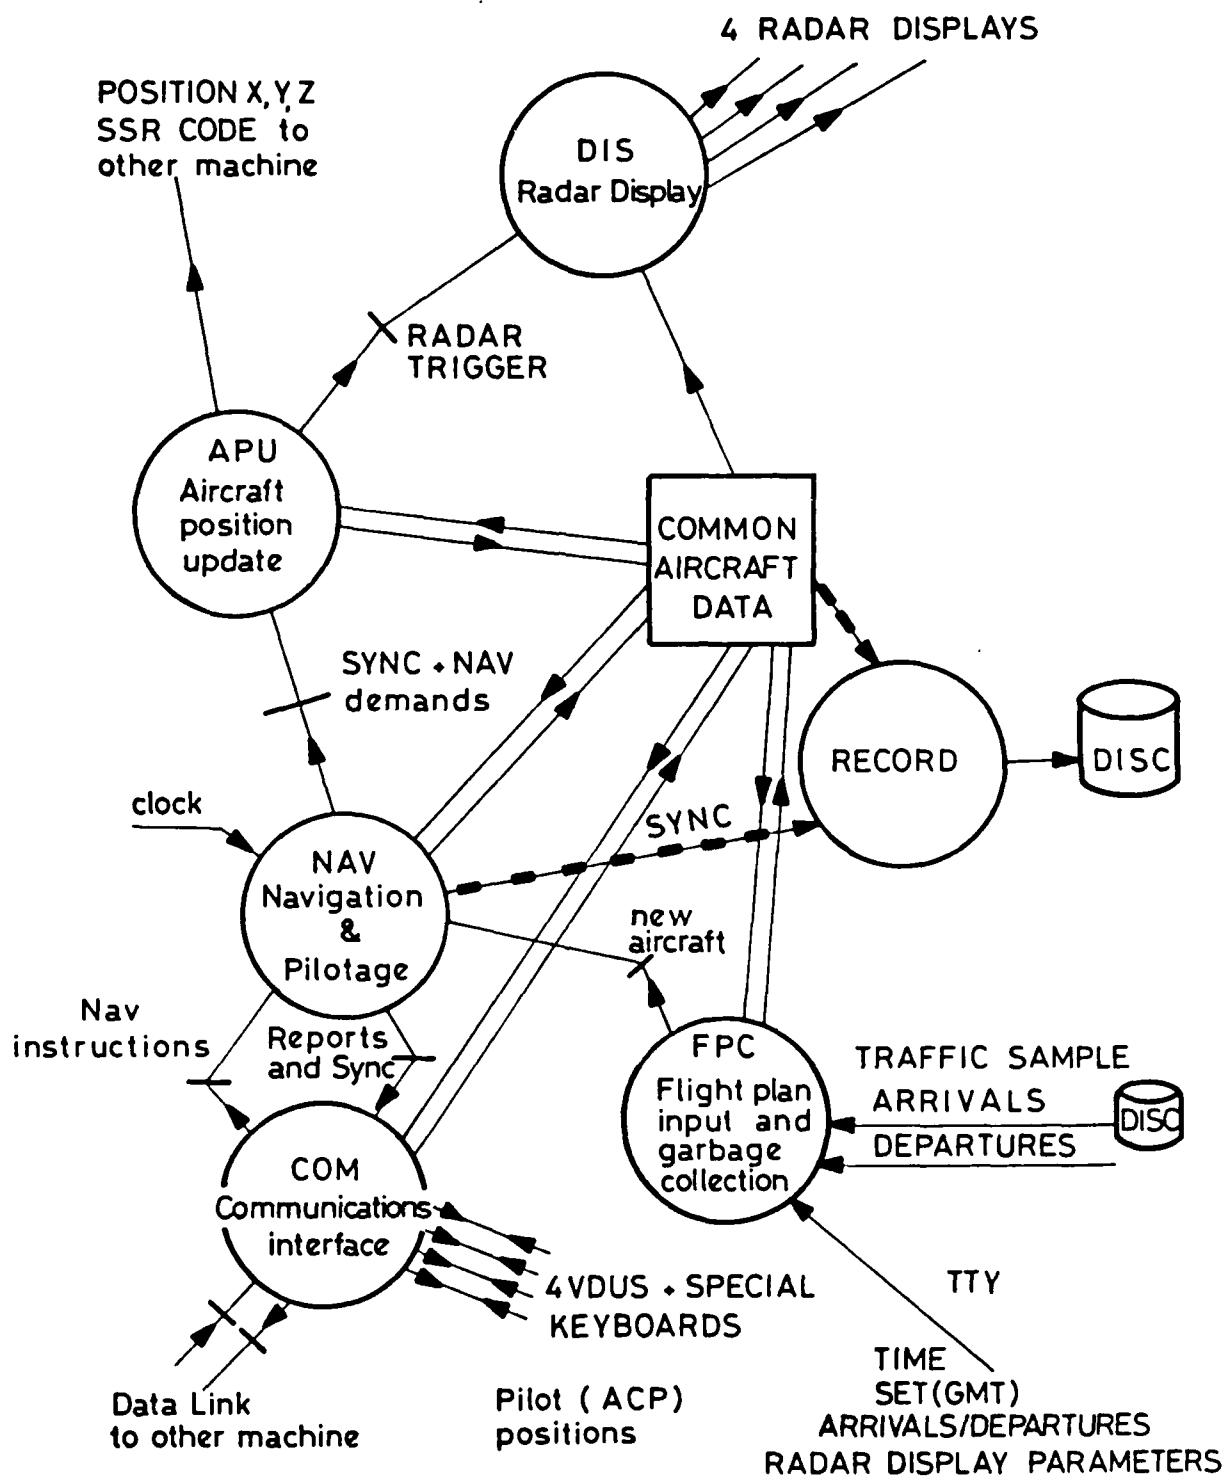 4 RADAR DISPLAYS
POSITION X, Y, Z
SSR CODE to
other machine
DIS
Radar Display
RADAR
TRIGGER
APU
Aircraft
position
update
COMMON
AIRCRAFT
DATA
SYNC + NAV
demands
RECORD
DISC
clock
SYNC
NAV
Navigation
&
Pilotage
new
aircraft
Nav
instructions
Reports
and Sync
FPC
Flight plan
input and
garbage
collection
TRAFFIC SAMPLE
ARRIVALS
DEPARTURES
DISC
COM
Communications
interface
4 VDUS + SPECIAL
KEYBOARDS
TTY
Data Link
to other machine
Pilot (ACP)
positions
TIME
SET(GMT)
ARRIVALS/DEPARTURES
RADAR DISPLAY PARAMETERS